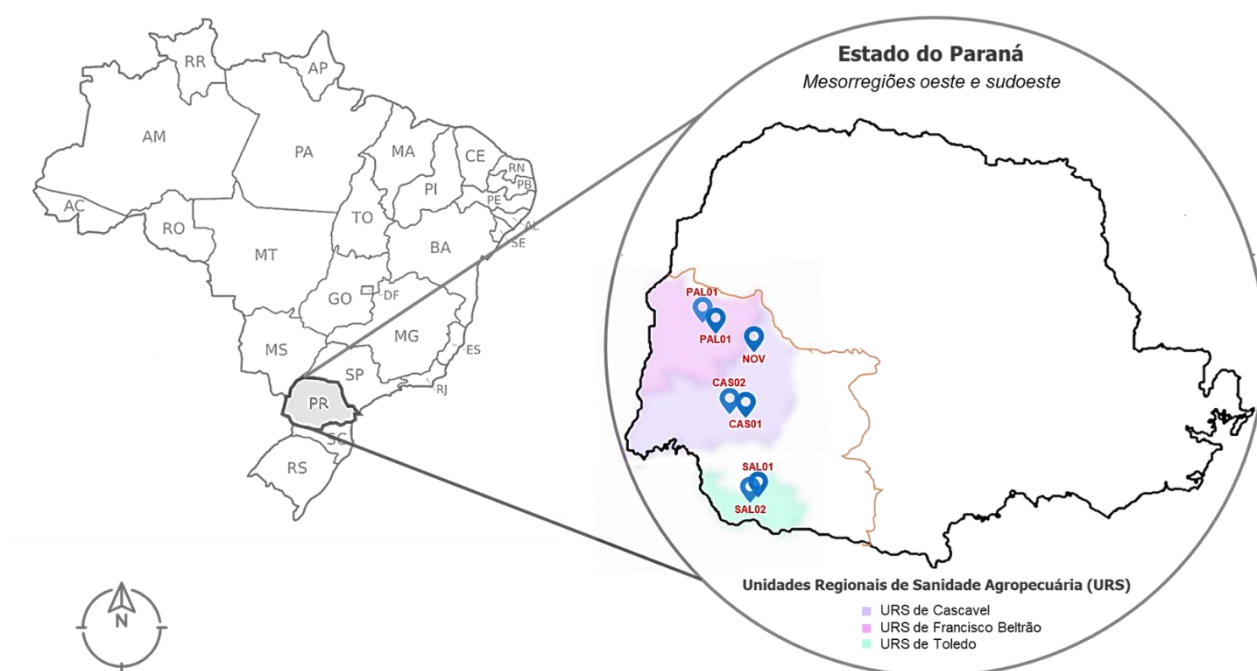 RR
AP
AM
PA
MA
CE
RN
PB
PI
PE
AC
AL
TO
RO
SE
BA
MT
GO
DF
MG
MS
ES
SP
RJ
PR
SC
RS
N
Estado do Paraná
Mesorregiões oeste e sudoeste
PAL01
PAL01
NOV
CAS02
CAS01
SAL01
SAL02
Unidades Regionais de Sanidade Agropecuária (URS)
URS de Cascavel
URS de Francisco Beltrão
URS de Toledo